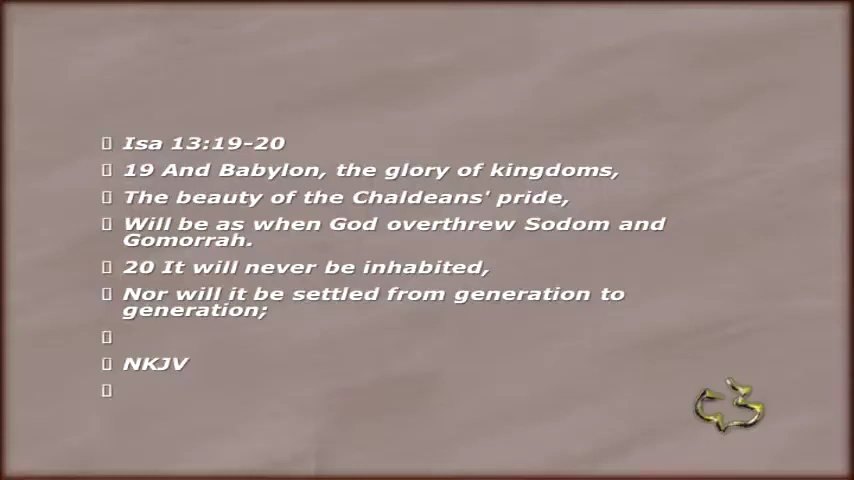 Isa 13:19-20
19 And Babylon, the glory of kingdoms,
The beauty of the Chaldeans' pride,
Will be as when God overthrew Sodom and
Gomorrah.
20 It will never be inhabited,
Nor will it be settled from generation to
generation;
NKJV